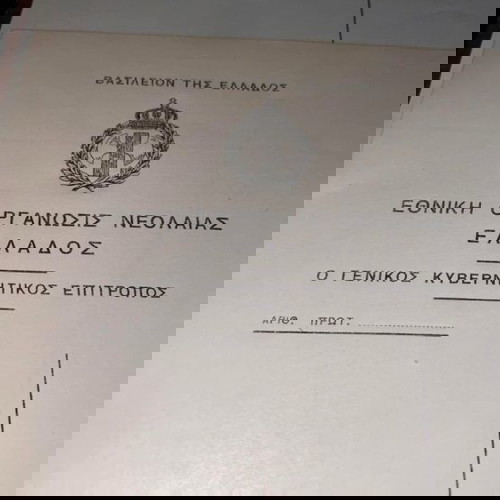 ΒΑΣΙΛΕΙΟΝ ΤΗΣ ΕΛΛΑΔΟΣ
ΕΘΝΙΚΗ ΟΡΓΑΝΩΣΙΣ ΝΕΟΛΑΙΑΣ
ΕΛΛΑΔΟΣ
Ο ΓΕΝΙΚΟΣ ΚΥΒΕΡΝΗΤΙΚΟΣ ΕΠΙΤΡΟΠΟΣ
ΑΡΙΘ. ΠΡΩΤ. ....................